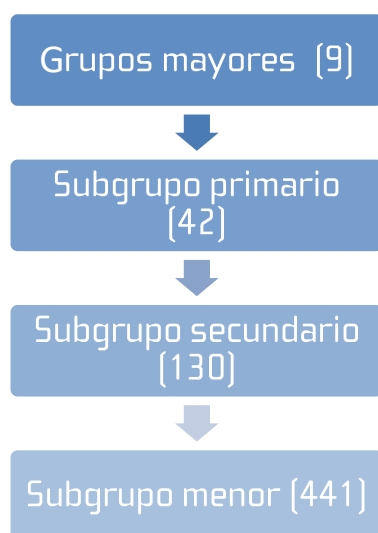 Grupos mayores (9)
Subgrupo primario
(42)
Subgrupo secundario
(130)
Subgrupo menor (441)